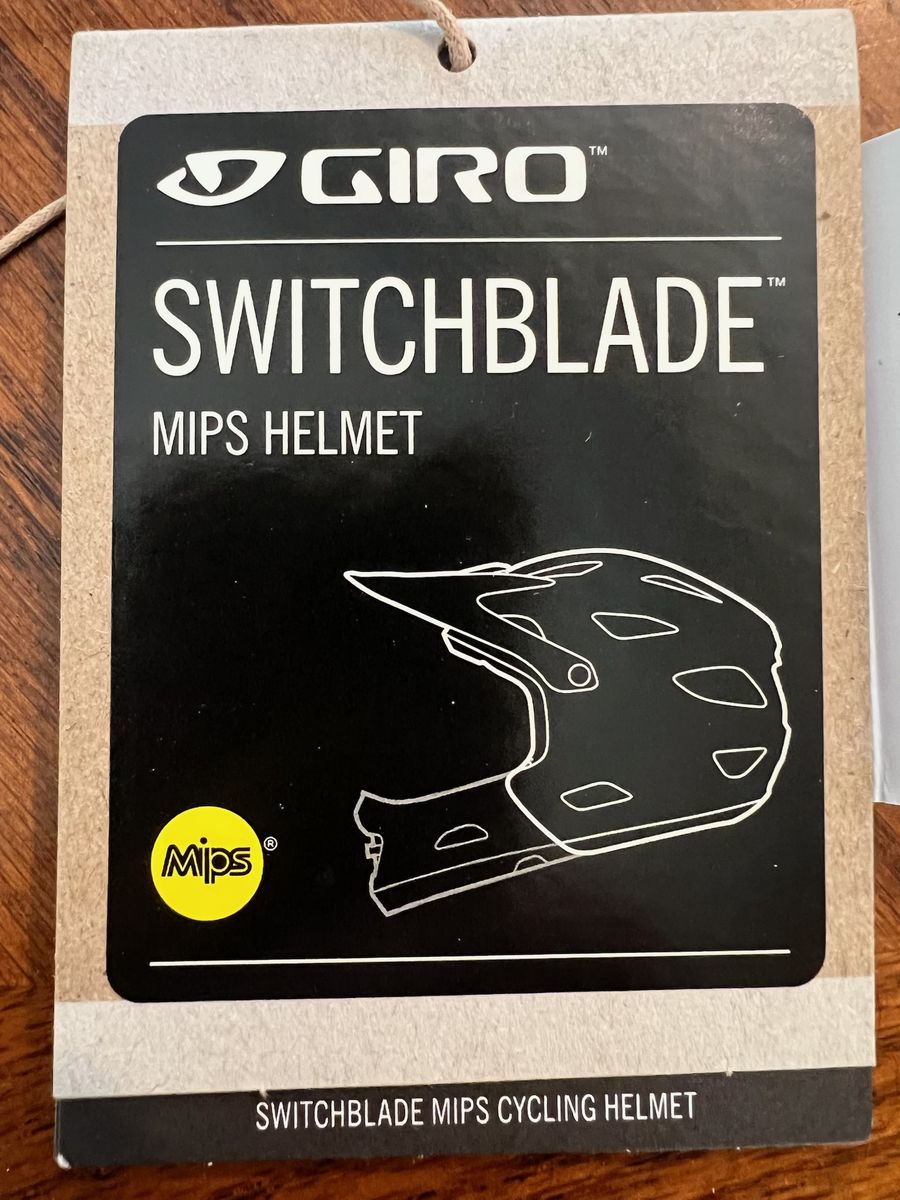 GIRO™
SWITCHBLADE™
MIPS HELMET
Mips®
SWITCHBLADE MIPS CYCLING HELMET